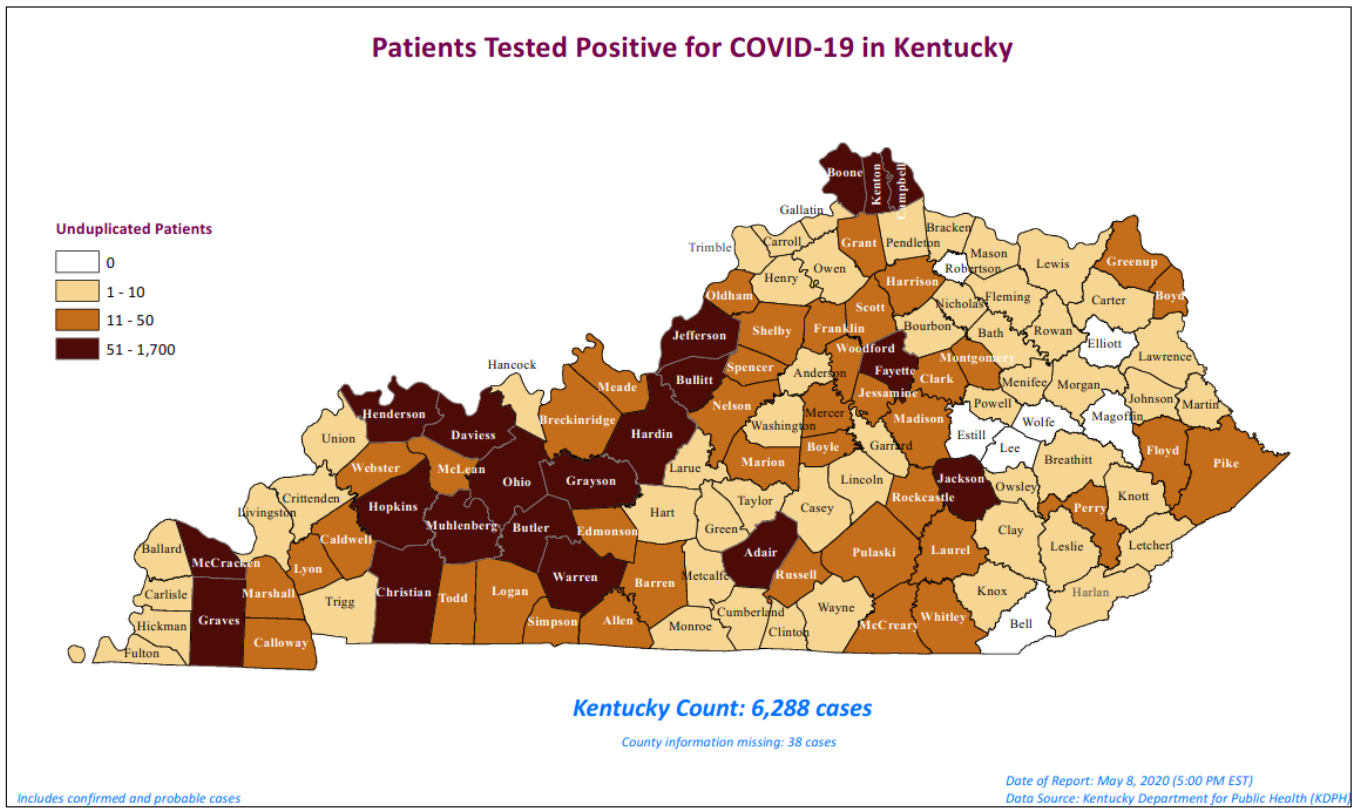 Patients Tested Positive for COVID-19 in Kentucky
Unduplicated Patients
0
1 - 10
11 - 50
51 - 1,700
Boone
Kenton
Campbell
Gallatin
Trimble
Carroll
Grant
Pendleton
Bracken
Mason
Robertson
Lewis
Greenup
Boyd
Henry
Owen
Harrison
Nicholas
Fleming
Carter
Oldham
Scott
Shelby
Franklin
Bourbon
Bath
Rowan
Elliott
Lawrence
Jefferson
Woodford
Fayette
Montgomery
Spencer
Anderson
Clark
Menifee
Morgan
Johnson
Martin
Bullitt
Jessamine
Powell
Magoffin
Hancock
Meade
Nelson
Mercer
Madison
Wolfe
Breckinridge
Washington
Estill
Henderson
Daviess
Hardin
Boyle
Garrard
Lee
Breathitt
Floyd
Pike
Union
Webster
McLean
Larue
Marion
Ohio
Grayson
Lincoln
Rockcastle
Jackson
Owsley
Knott
Crittenden
Livingston
Hopkins
Muhlenberg
Butler
Hart
Taylor
Casey
Green
Perry
Edmonson
Clay
Leslie
Letcher
Caldwell
Ballard
McCracken
Lyon
Adair
Pulaski
Laurel
Russell
Warren
Barren
Metcalfe
Carlisle
Graves
Marshall
Trigg
Christian
Todd
Logan
Knox
Harlan
Hickman
Simpson
Allen
Monroe
Cumberland
Clinton
Wayne
McCreary
Whitley
Bell
Calloway
Fulton
Kentucky Count: 6,288 cases
County information missing: 38 cases
Date of Report: May 8, 2020 (5:00 PM EST)
Includes confirmed and probable cases
Data Source: Kentucky Department for Public Health (KDPH)